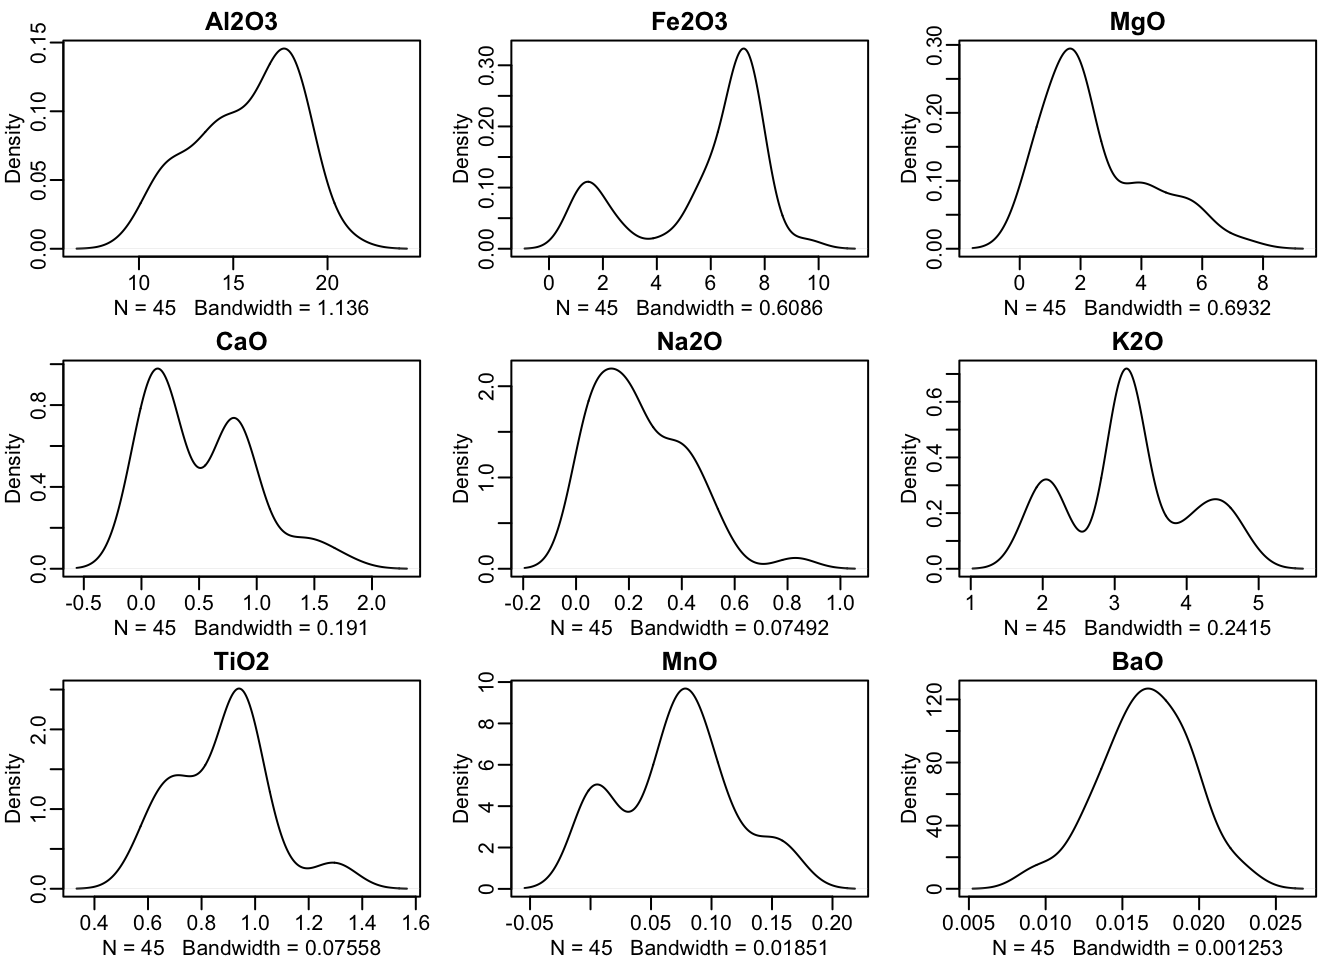 Al2O3
Density
0.00 0.05 0.10 0.15
10 15 20
N = 45 Bandwidth = 1.136
Fe2O3
Density
0.00 0.10 0.20 0.30
0 2 4 6 8 10
N = 45 Bandwidth = 0.6086
MgO
Density
0.00 0.10 0.20 0.30
0 2 4 6 8
N = 45 Bandwidth = 0.6932
CaO
Density
0.0 0.4 0.8
-0.5 0.0 0.5 1.0 1.5 2.0
N = 45 Bandwidth = 0.191
Na2O
Density
0.0 1.0 2.0
-0.2 0.0 0.2 0.4 0.6 0.8 1.0
N = 45 Bandwidth = 0.07492
K2O
Density
0.0 0.2 0.4 0.6
1 2 3 4 5
N = 45 Bandwidth = 0.2415
TiO2
Density
0.0 1.0 2.0
0.4 0.6 0.8 1.0 1.2 1.4 1.6
N = 45 Bandwidth = 0.07558
MnO
Density
0 2 4 6 8 10
-0.05 0.05 0.10 0.15 0.20
N = 45 Bandwidth = 0.01851
BaO
Density
0 40 80 120
0.005 0.010 0.015 0.020 0.025
N = 45 Bandwidth = 0.001253